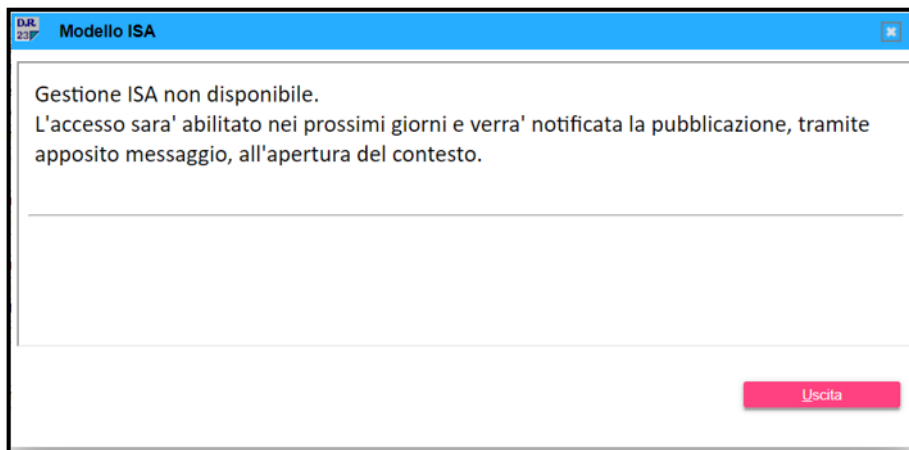 D.R.
23
Modello ISA
Gestione ISA non disponibile.
L'accesso sara' abilitato nei prossimi giorni e verra' notificata la pubblicazione, tramite
apposito messaggio, all'apertura del contesto.
Uscita